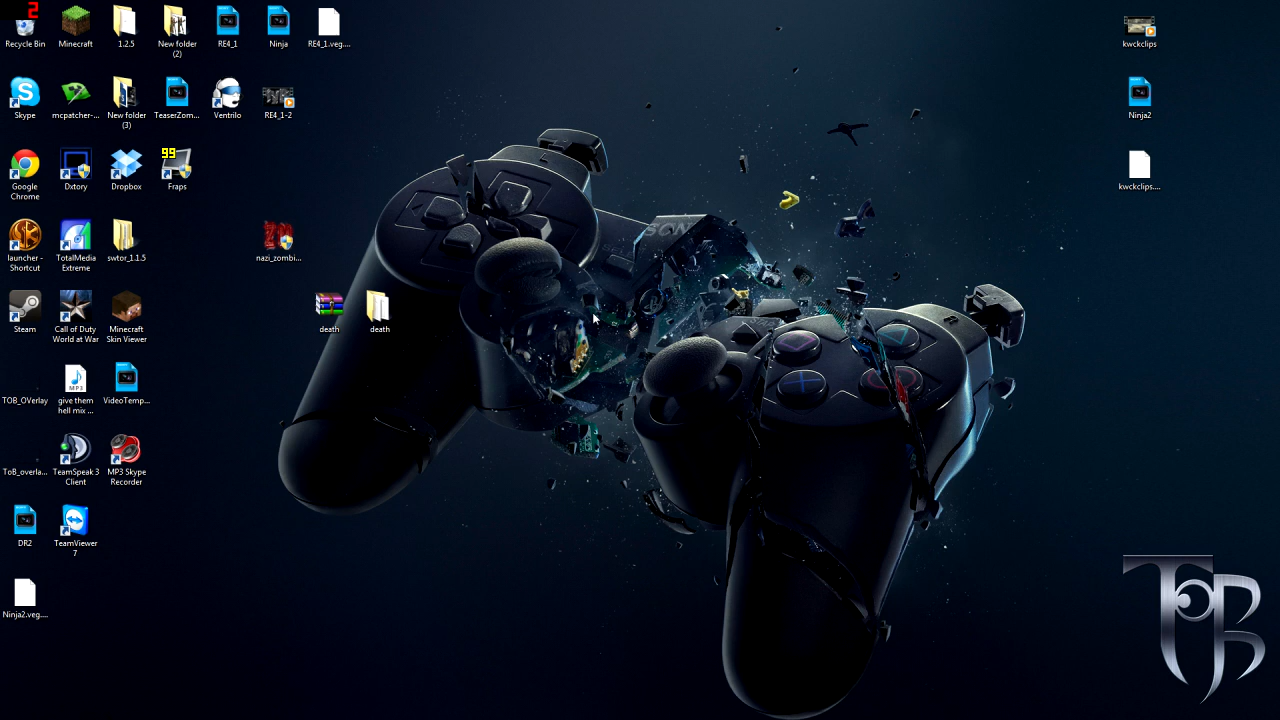 2
Recycle Bin
Minecraft
1.2.5
New folder
(2)
RE4_1
Ninja
RE4_1.veg....
kwckclips
Skype
mcpatcher-...
New folder
(3)
TeaserZom...
Ventrilo
RE4_1-2
Ninja2
99
Google
Chrome
Dxtory
Dropbox
Fraps
kwckclips....
SONY
launcher -
Shortcut
TotalMedia
Extreme
swtor_1.1.5
nazi_zombi...
Steam
Call of Duty
World at War
Minecraft
Skin Viewer
death
death
TOB_OVerlay
MP3
give them
hell mix ...
VideoTemp...
ToB_overla...
TeamSpeak 3
Client
MP3 Skype
Recorder
DR2
TeamViewer
7
Ninja2.veg....
ToB